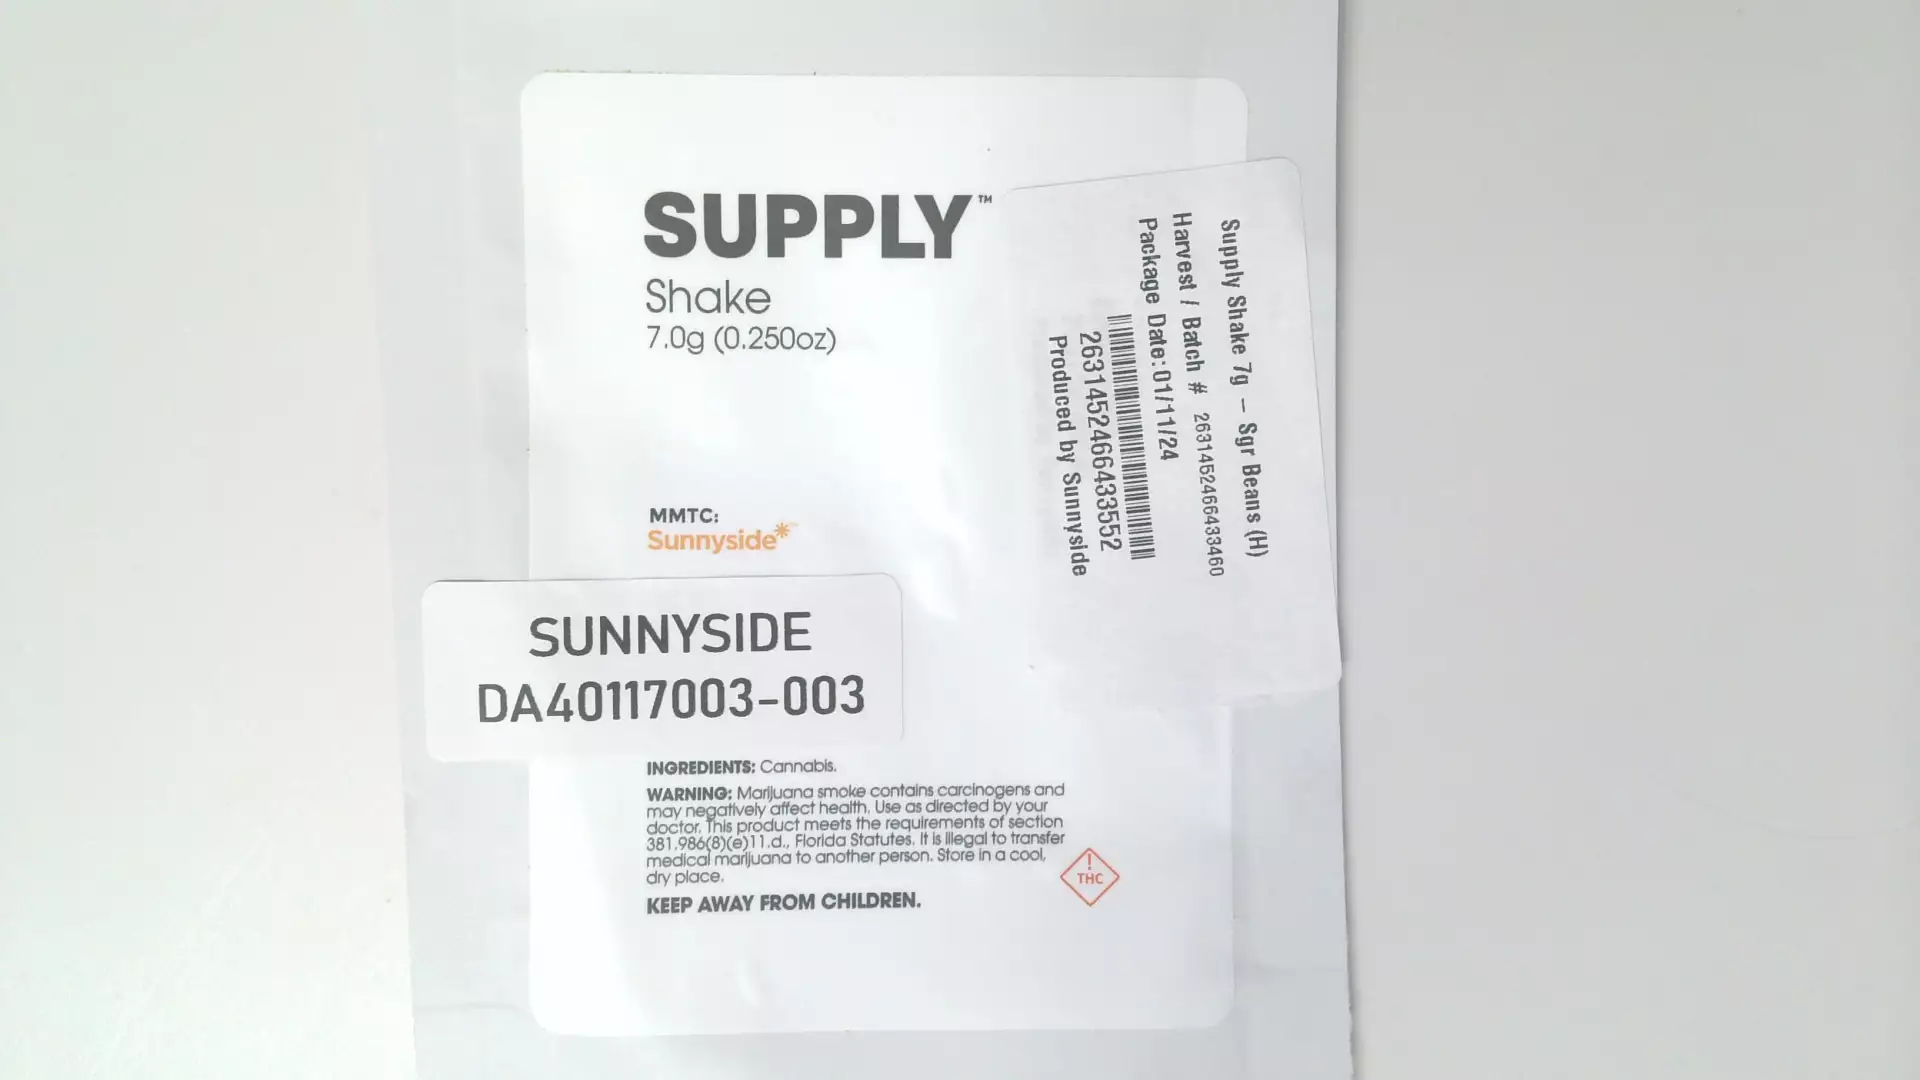 SUPPLY™
Shake
7.0g (0.250oz)
MMTC:
Sunnyside*
SUNNYSIDE
DA40117003-003
INGREDIENTS: Cannabis.
WARNING: Marijuana smoke contains carcinogens and
may negatively affect health. Use as directed by your
doctor. This product meets the requirements of section
381.986(8)(e)11.d., Florida Statutes. It is illegal to transfer
medical marijuana to another person. Store in a cool,
dry place.
KEEP AWAY FROM CHILDREN.
! THC
Supply Shake 7g - Sgr Beans (H)
Harvest / Batch # 2631452466433460
Package Date:01/11/24
2631452466433552
Produced by Sunnyside